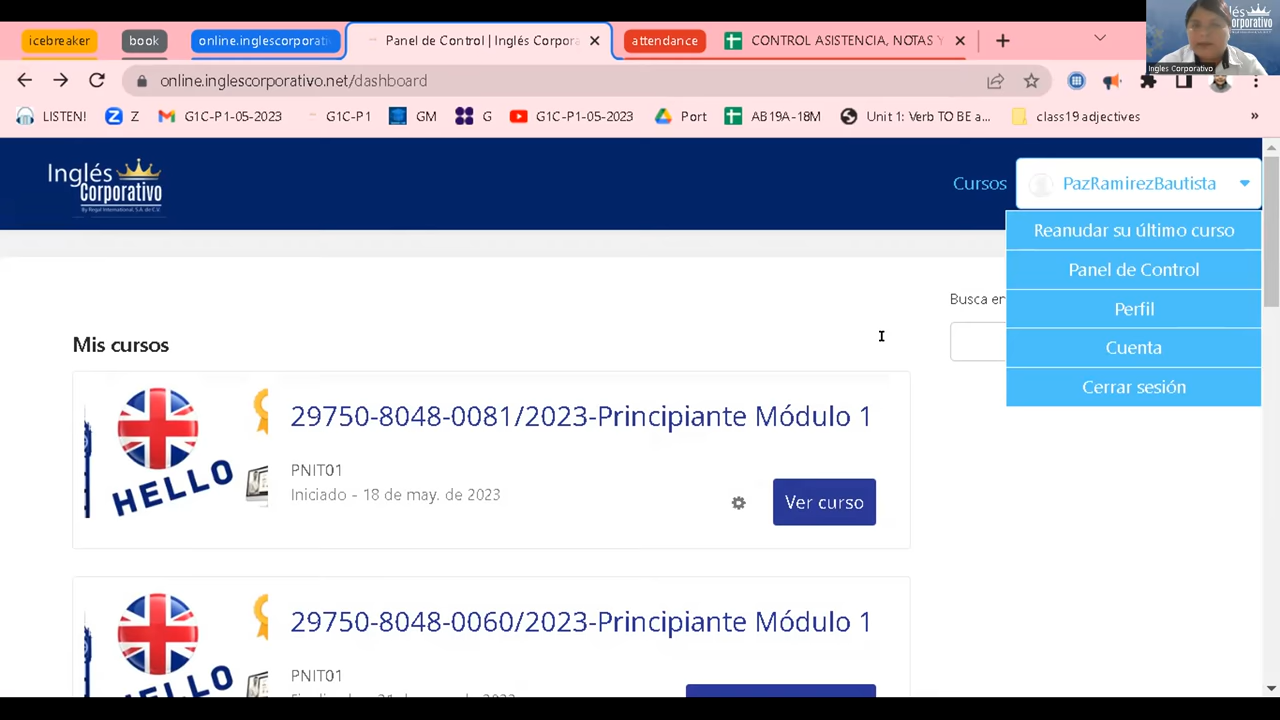 icebreaker
book
online.inglescorporati
Panel de Control | Inglés Corpora
attendance
CONTROL ASISTENCIA, NOTAS Y
Inglés Corporativo
online.inglescorporativo.net/dashboard
LISTEN!
Z
G1C-P1-05-2023
G1C-P1
GM
G
G1C-P1-05-2023
Port
AB19A-18M
Unit 1: Verb TO BE a...
class19 adjectives
»
Inglés
Corporativo
Cursos
PazRamirezBautista
Reanudar su último curso
Panel de Control
Perfil
Cuenta
Cerrar sesión
Busca en
Mis cursos
HELLO
29750-8048-0081/2023-Principiante Módulo 1
PNIT01
Iniciado - 18 de may. de 2023
Ver curso
HELLO
29750-8048-0060/2023-Principiante Módulo 1
PNIT01